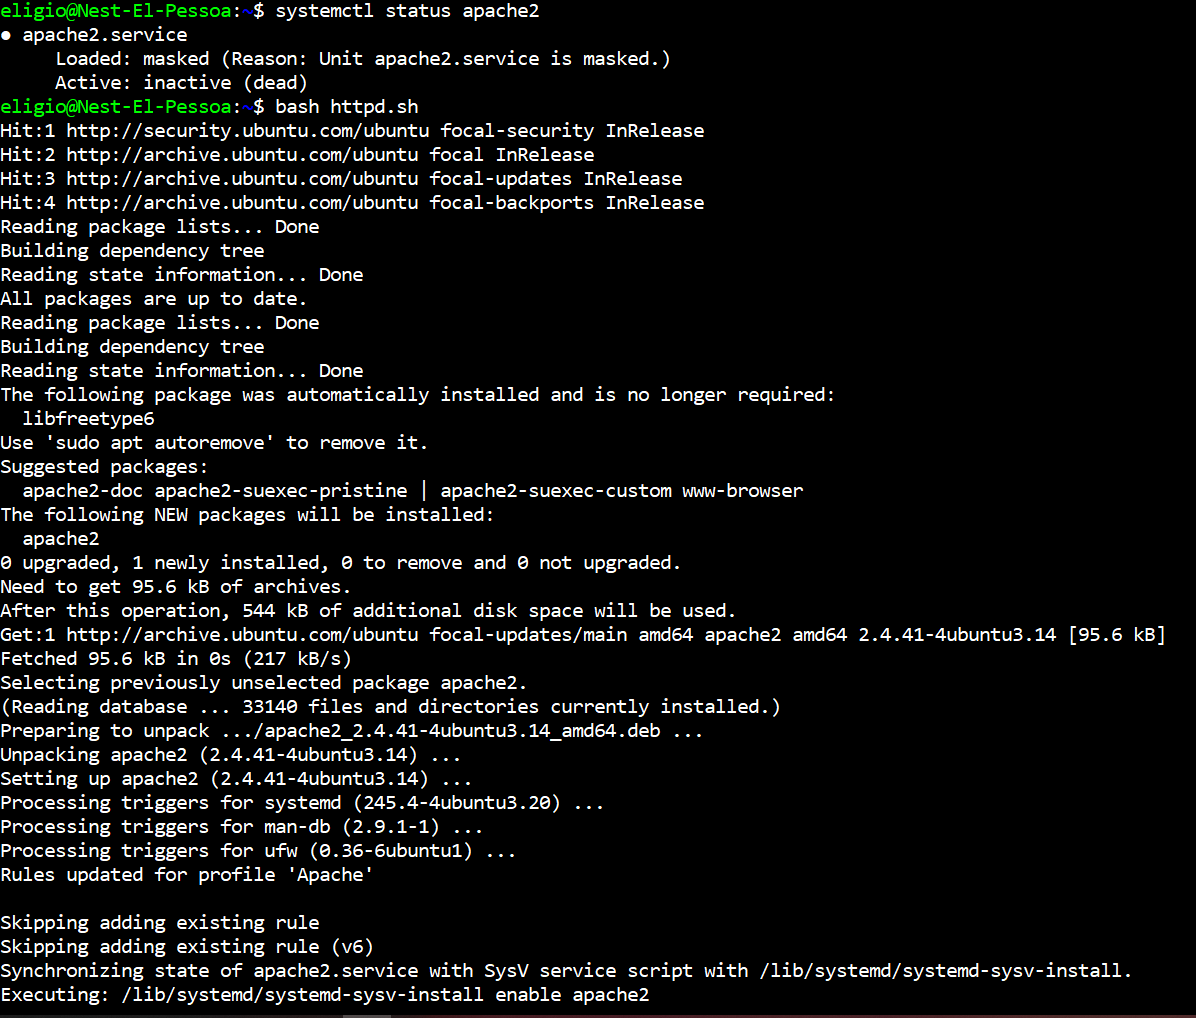 eligio@Nest-El-Pessoa:~$ systemctl status apache2
● apache2.service
     Loaded: masked (Reason: Unit apache2.service is masked.)
     Active: inactive (dead)
eligio@Nest-El-Pessoa:~$ bash httpd.sh
Hit:1 http://security.ubuntu.com/ubuntu focal-security InRelease
Hit:2 http://archive.ubuntu.com/ubuntu focal InRelease
Hit:3 http://archive.ubuntu.com/ubuntu focal-updates InRelease
Hit:4 http://archive.ubuntu.com/ubuntu focal-backports InRelease
Reading package lists... Done
Building dependency tree
Reading state information... Done
All packages are up to date.
Reading package lists... Done
Building dependency tree
Reading state information... Done
The following package was automatically installed and is no longer required:
  libfreetype6
Use 'sudo apt autoremove' to remove it.
Suggested packages:
  apache2-doc apache2-suexec-pristine | apache2-suexec-custom www-browser
The following NEW packages will be installed:
  apache2
0 upgraded, 1 newly installed, 0 to remove and 0 not upgraded.
Need to get 95.6 kB of archives.
After this operation, 544 kB of additional disk space will be used.
Get:1 http://archive.ubuntu.com/ubuntu focal-updates/main amd64 apache2 amd64 2.4.41-4ubuntu3.14 [95.6 kB]
Fetched 95.6 kB in 0s (217 kB/s)
Selecting previously unselected package apache2.
(Reading database ... 33140 files and directories currently installed.)
Preparing to unpack .../apache2_2.4.41-4ubuntu3.14_amd64.deb ...
Unpacking apache2 (2.4.41-4ubuntu3.14) ...
Setting up apache2 (2.4.41-4ubuntu3.14) ...
Processing triggers for systemd (245.4-4ubuntu3.20) ...
Processing triggers for man-db (2.9.1-1) ...
Processing triggers for ufw (0.36-6ubuntu1) ...
Rules updated for profile 'Apache'

Skipping adding existing rule
Skipping adding existing rule (v6)
Synchronizing state of apache2.service with SysV service script with /lib/systemd/systemd-sysv-install.
Executing: /lib/systemd/systemd-sysv-install enable apache2